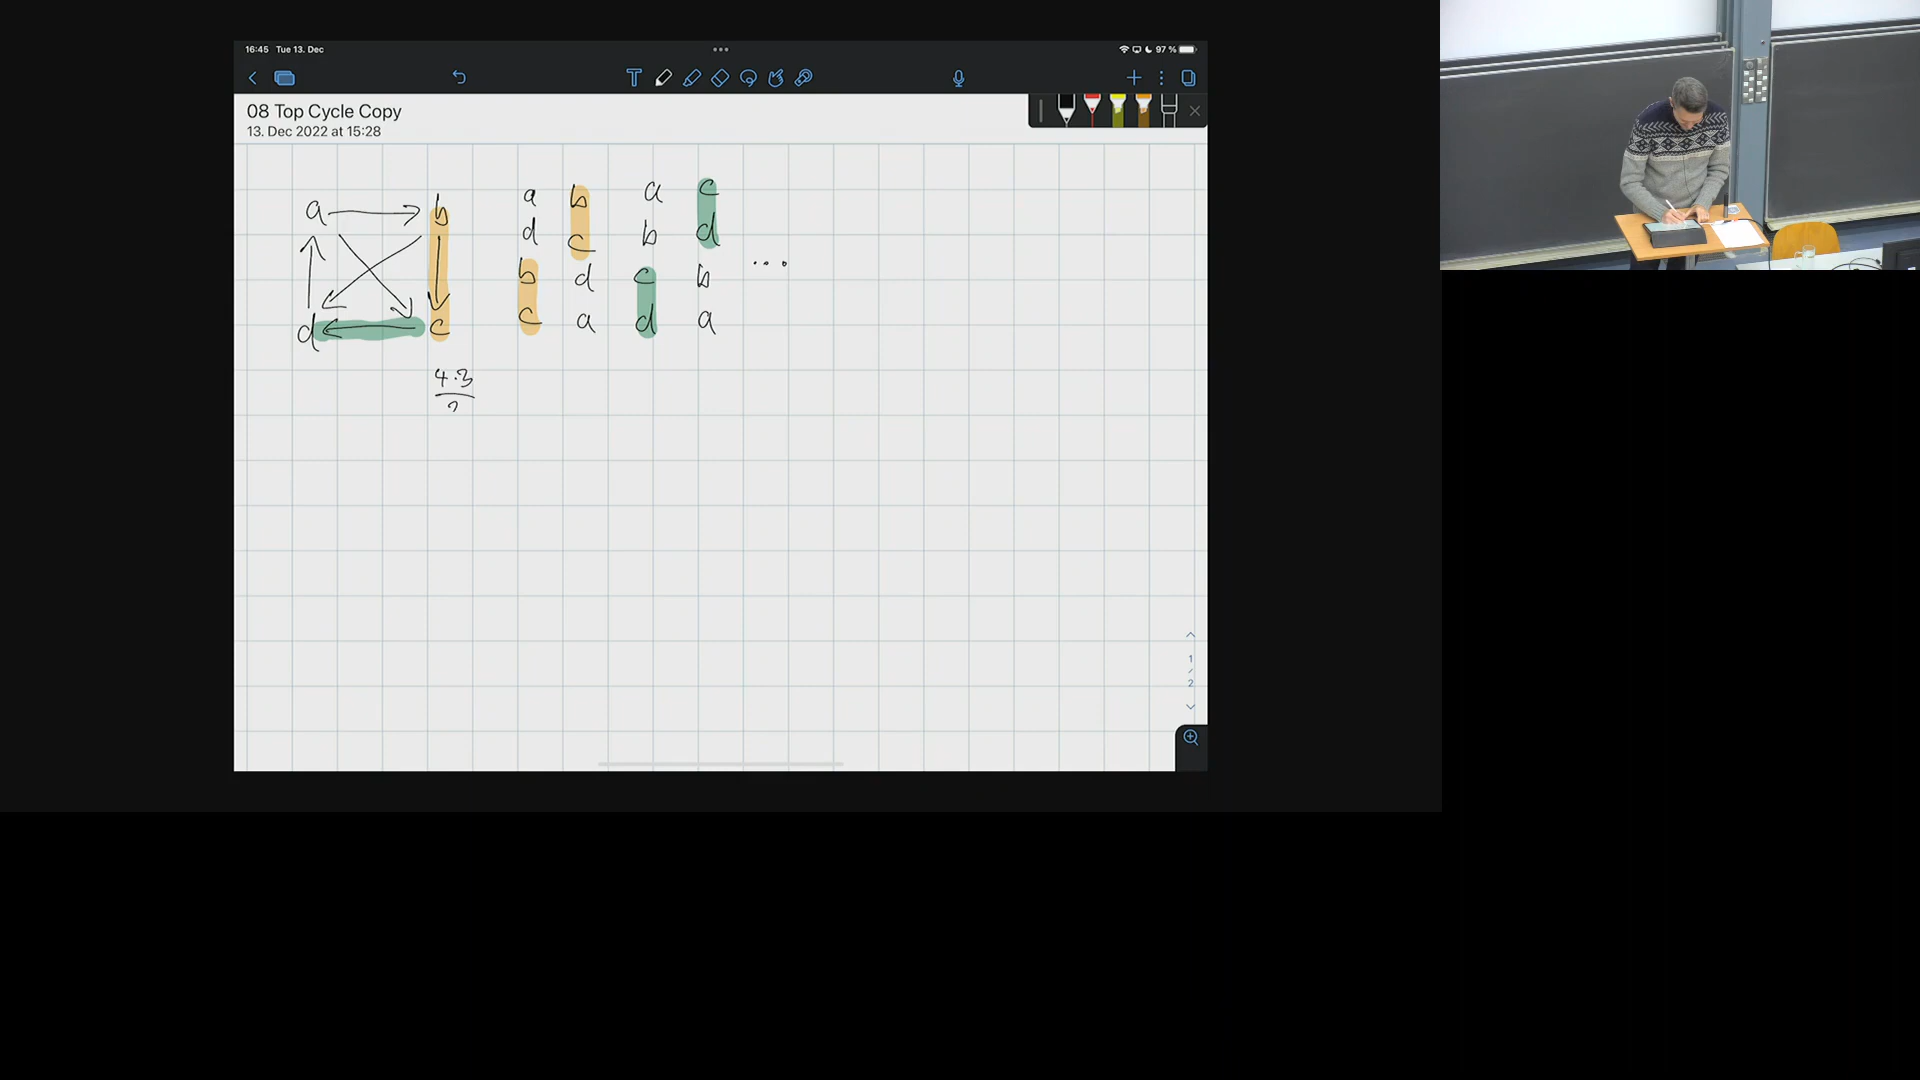 16:45 Tue 13. Dec
97 %
08 Top Cycle Copy
13. Dec 2022 at 15:28
a b
d c
a b a c
d c b d
b d c b ...
c a d a
4·3
2
1
2